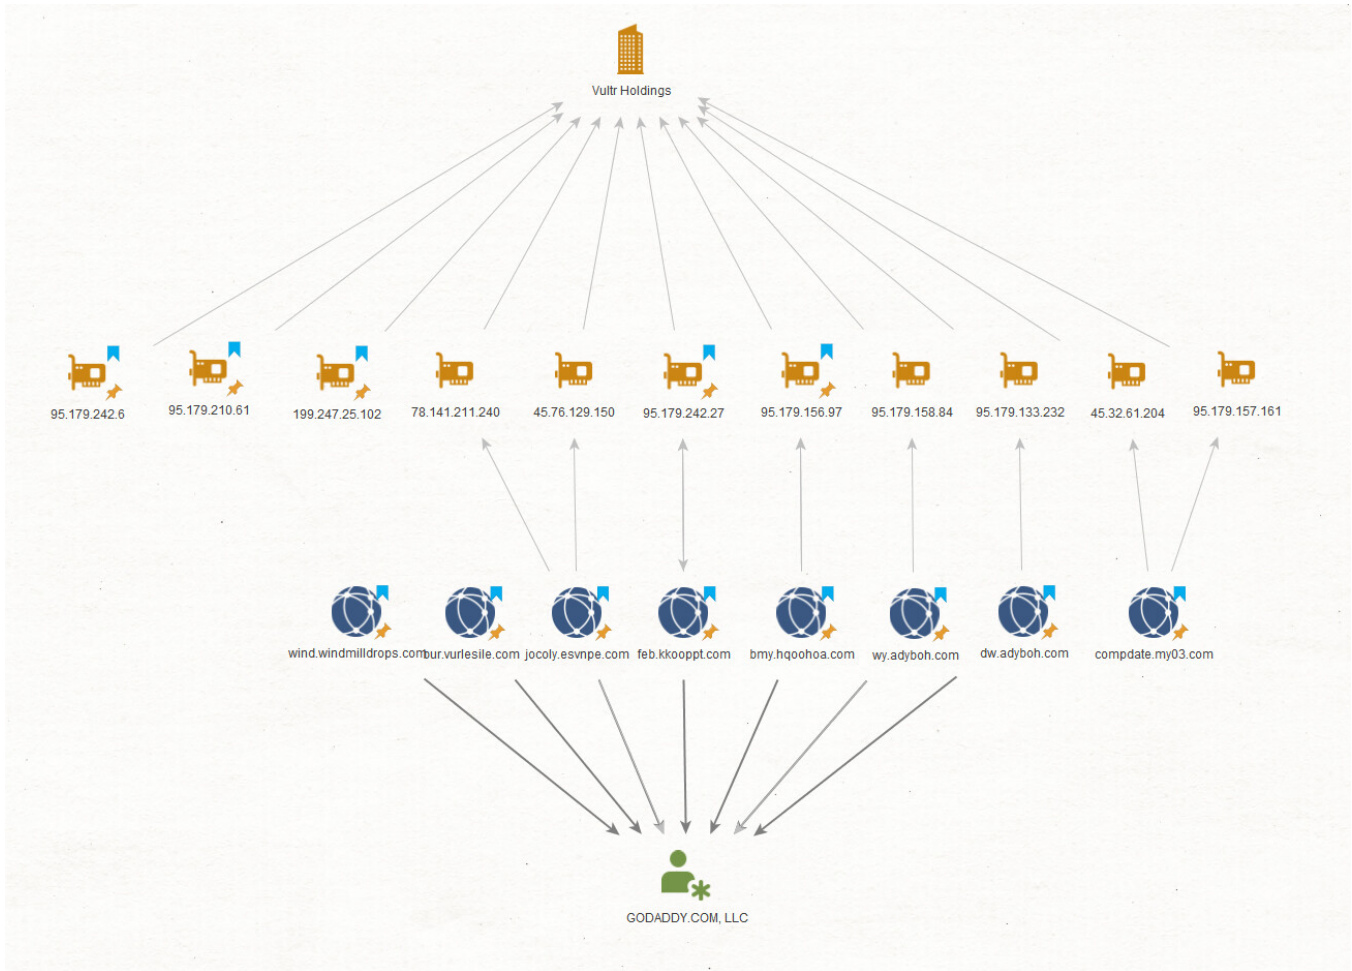 Vultr Holdings
95.179.242.6
95.179.210.61
199.247.25.102
78.141.211.240
45.76.129.150
95.179.242.27
95.179.156.97
95.179.158.84
95.179.133.232
45.32.61.204
95.179.157.161
wind.windmilldrops.com
bur.vurlesile.com
jocoly.esvnpe.com
feb.kkooppt.com
bmy.hqoohoa.com
wy.adyboh.com
dw.adyboh.com
compdate.my03.com
GODADDY.COM, LLC